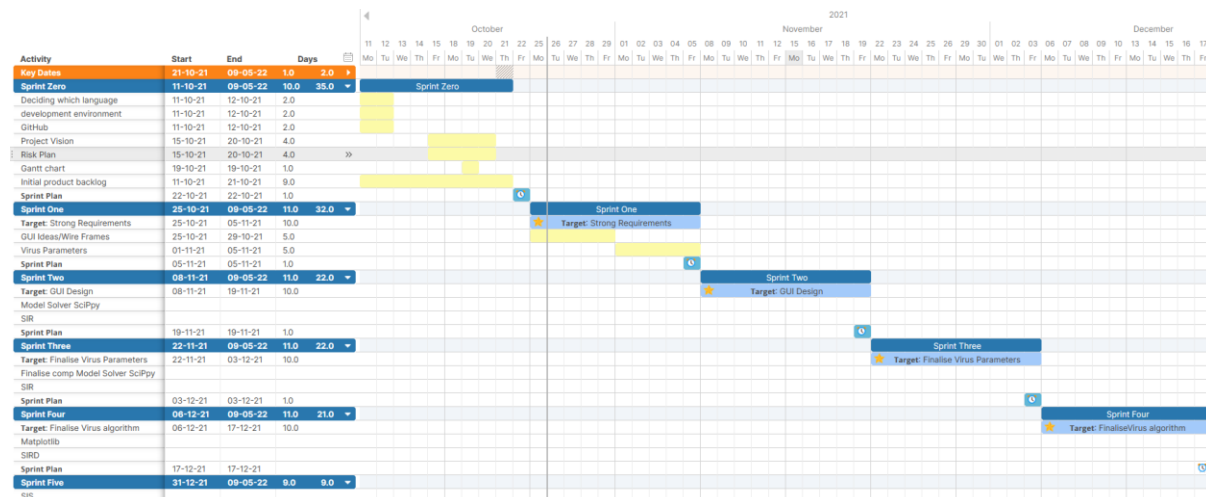 2021
October November December
11 12 13 14 15 18 19 20 21 22 25 26 27 28 29 01 02 03 04 05 08 09 10 11 12 15 16 17 18 19 22 23 24 25 26 29 30 01 02 03 06 07 08 09 10 13 14 15 16 17
Activity Start End Days Mo Tu We Th Fr Mo Tu We Th Fr Mo Tu We Th Fr Mo Tu We Th Fr Mo Tu We Th Fr Mo Tu We Th Fr Mo Tu We Th Fr Mo Tu We Th Fr Mo Tu We Th Fr Mo Tu We Th Fr
Key Dates 21-10-21 09-05-22 1.0 2.0
Sprint Zero 11-10-21 09-05-22 10.0 35.0 Sprint Zero
Deciding which language 11-10-21 12-10-21 2.0
development environment 11-10-21 12-10-21 2.0
GitHub 11-10-21 12-10-21 2.0
Project Vision 15-10-21 20-10-21 4.0
Risk Plan 15-10-21 20-10-21 4.0 »
Gantt chart 19-10-21 19-10-21 1.0
Initial product backlog 11-10-21 21-10-21 9.0
Sprint Plan 22-10-21 22-10-21 1.0
Sprint One 25-10-21 09-05-22 11.0 32.0 Sprint One
Target: Strong Requirements 25-10-21 05-11-21 10.0 Target: Strong Requirements
GUI Ideas/Wire Frames 25-10-21 29-10-21 5.0
Virus Parameters 01-11-21 05-11-21 5.0
Sprint Plan 05-11-21 05-11-21 1.0
Sprint Two 08-11-21 09-05-22 11.0 22.0 Sprint Two
Target: GUI Design 08-11-21 19-11-21 10.0 Target: GUI Design
Model Solver SciPpy
SIR
Sprint Plan 19-11-21 19-11-21 1.0
Sprint Three 22-11-21 09-05-22 11.0 22.0 Sprint Three
Target: Finalise Virus Parameters 22-11-21 03-12-21 10.0 Target: Finalise Virus Parameters
Finalise comp Model Solver SciPpy
SIR
Sprint Plan 03-12-21 03-12-21 1.0
Sprint Four 06-12-21 09-05-22 11.0 21.0 Sprint Four
Target: Finalise Virus algorithm 06-12-21 17-12-21 10.0 Target: FinaliseVirus algorithm
Matplotlib
SIRD
Sprint Plan 17-12-21 17-12-21
Sprint Five 31-12-21 09-05-22 9.0 9.0
SIS